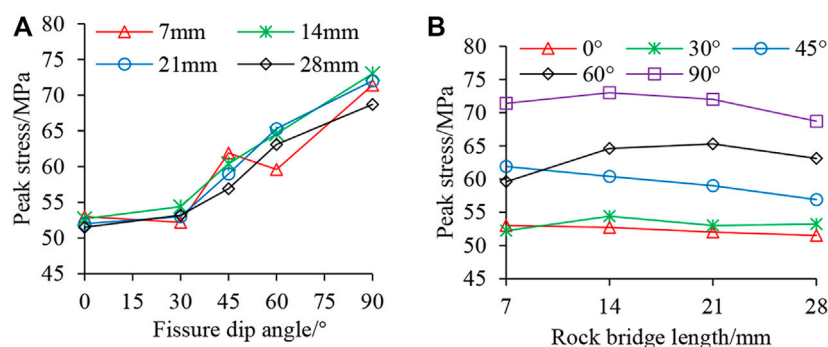 A
7mm 14mm
21mm 28mm
Peak stress/MPa
80
75
70
65
60
55
50
45
0 15 30 45 60 75 90
Fissure dip angle/°
B
0° 30° 45°
60° 90°
Peak stress/MPa
80
75
70
65
60
55
50
45
7 14 21 28
Rock bridge length/mm